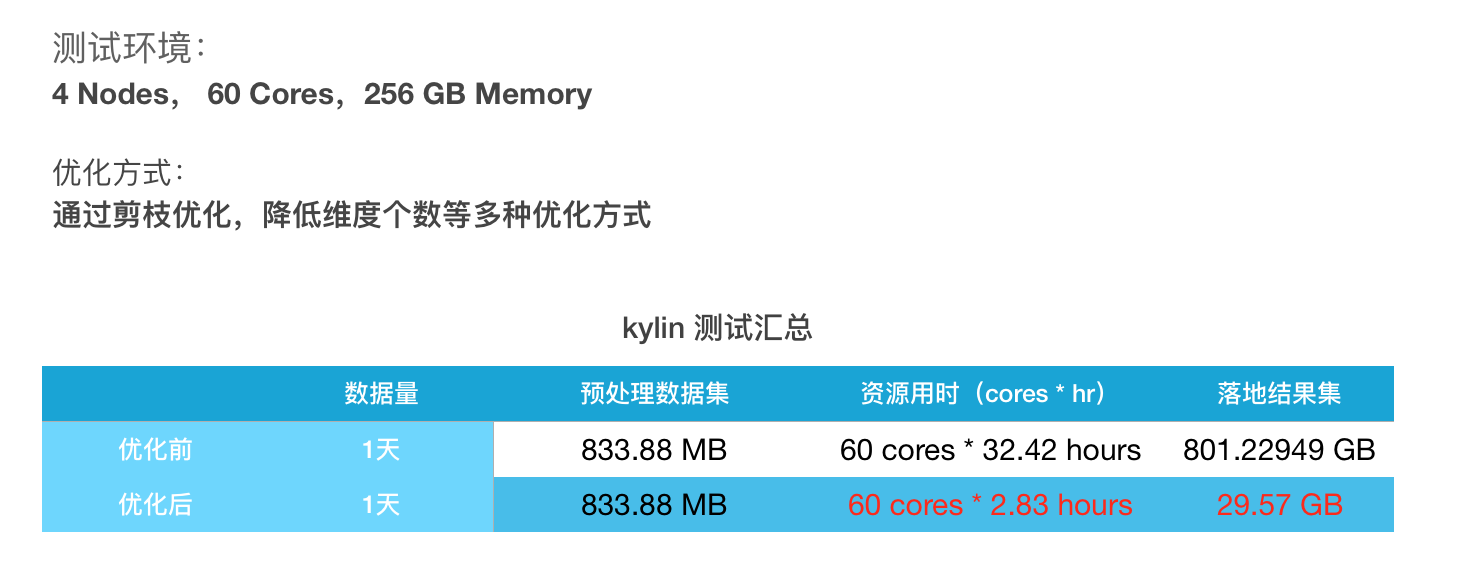 测试环境：
4 Nodes， 60 Cores，256 GB Memory
优化方式：
通过剪枝优化，降低维度个数等多种优化方式
kylin 测试汇总
数据量 预处理数据集 资源用时（cores * hr） 落地结果集
优化前 1天 833.88 MB 60 cores * 32.42 hours 801.22949 GB
优化后 1天 833.88 MB 60 cores * 2.83 hours 29.57 GB